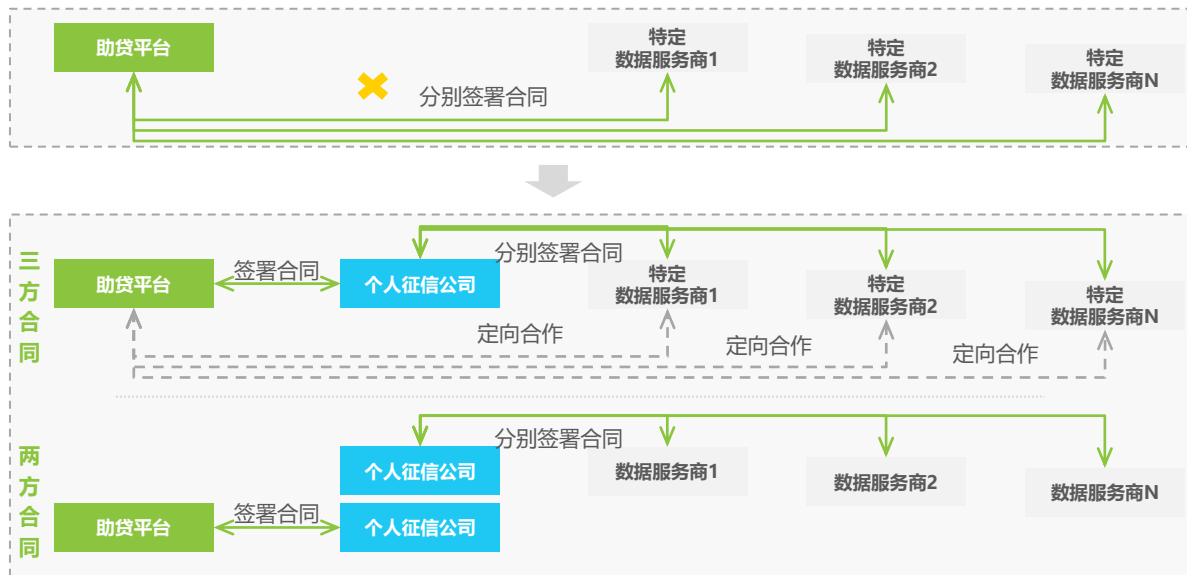 助贷平台
特定
数据服务商1
特定
数据服务商2
特定
数据服务商N
分别签署合同
三方合同
分别签署合同
签署合同
助贷平台
个人征信公司
特定
数据服务商1
特定
数据服务商2
特定
数据服务商N
定向合作
定向合作
定向合作
两方合同
分别签署合同
个人征信公司
数据服务商1
数据服务商2
数据服务商N
签署合同
助贷平台
个人征信公司